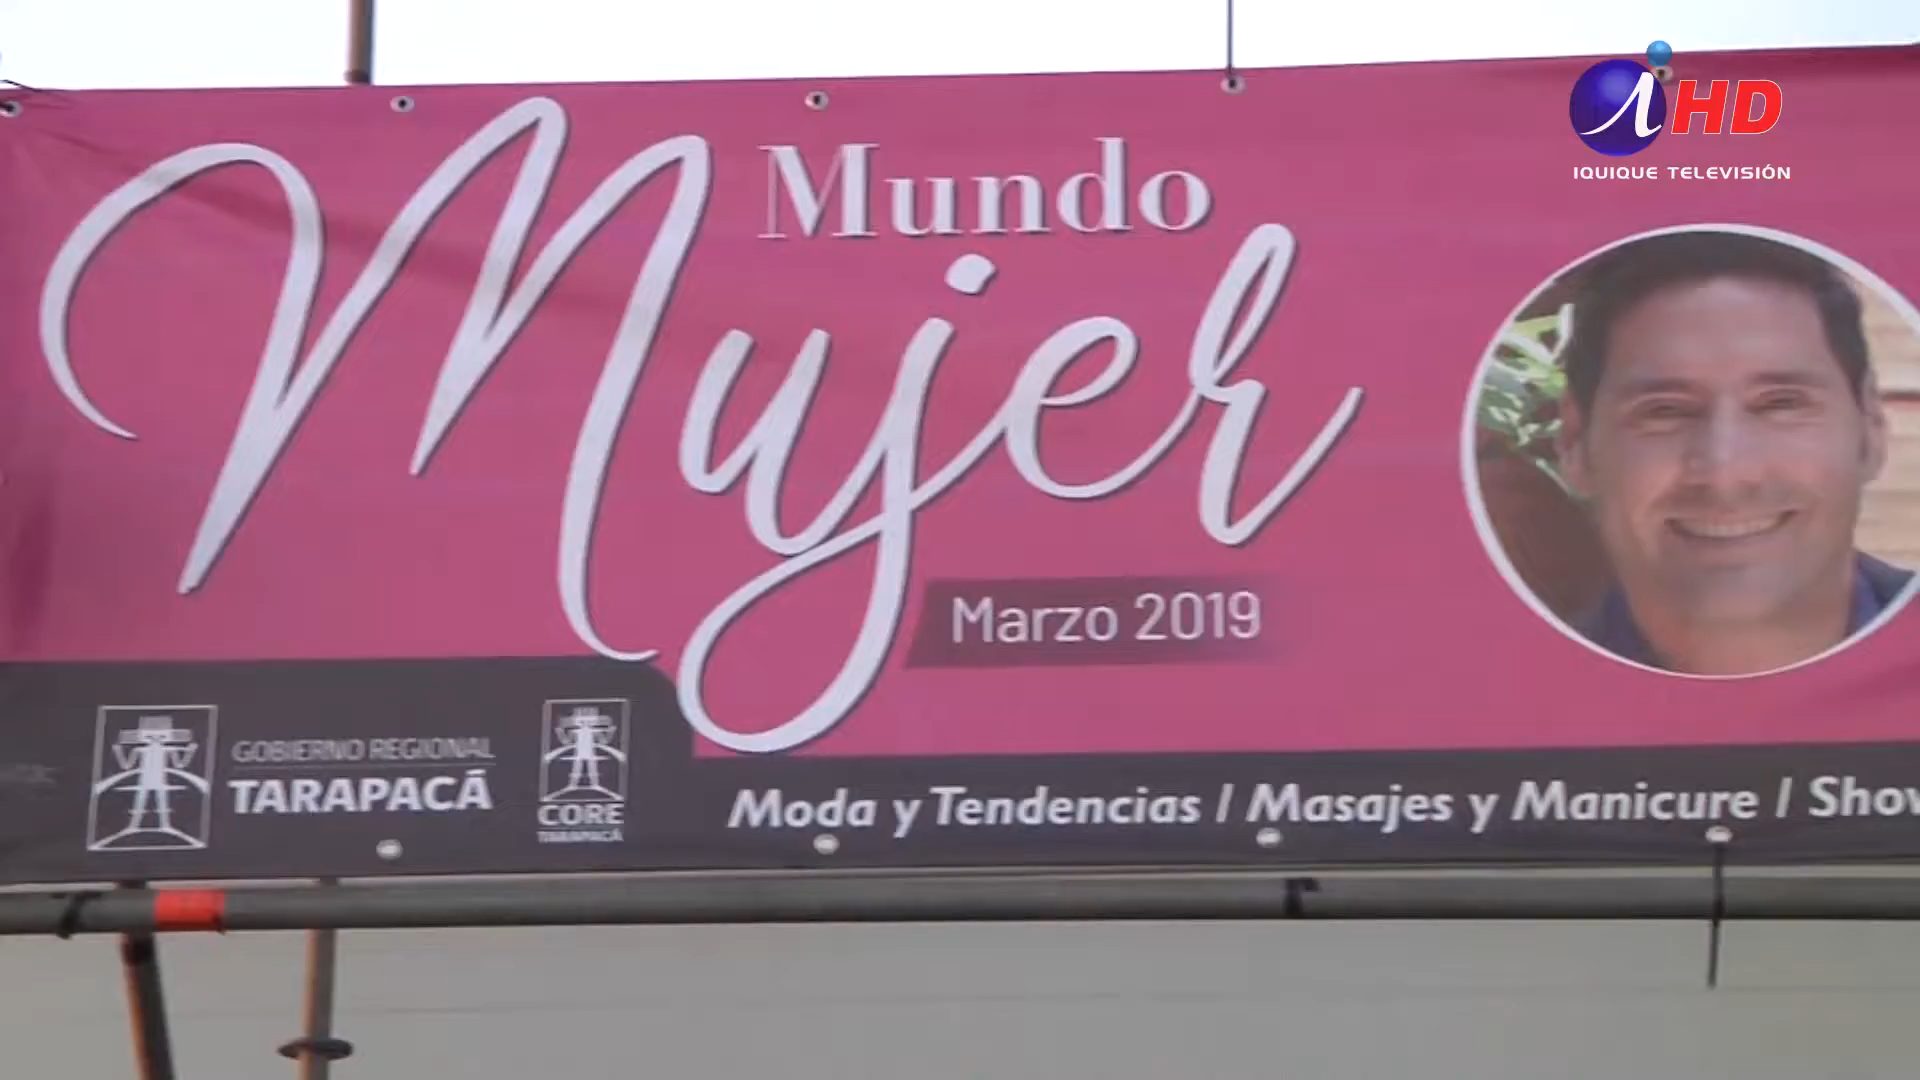 HD
IQUIQUE TELEVISIÓN
Mundo
Mujer
Marzo 2019
GOBIERNO REGIONAL
TARAPACÁ
CORE
TARAPACÁ
Moda y Tendencias / Masajes y Manicure / Show